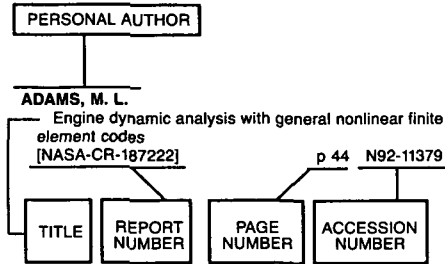 PERSONAL AUTHOR
ADAMS, M. L.
Engine dynamic analysis with general nonlinear finite
element codes
[NASA-CR-187222] p 44 N92-11379
TITLE REPORT NUMBER PAGE NUMBER ACCESSION NUMBER